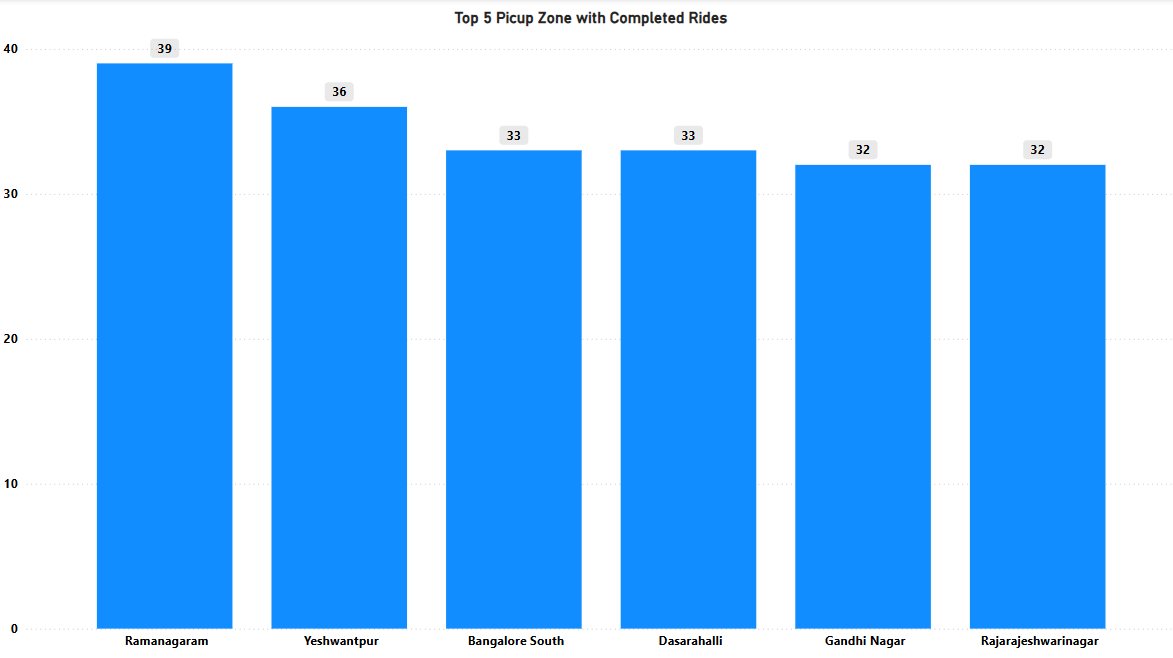 Top 5 Picup Zone with Completed Rides
40
30
20
10
0
39
36
33
33
32
32
Ramanagaram
Yeshwantpur
Bangalore South
Dasarahalli
Gandhi Nagar
Rajarajeshwarinagar